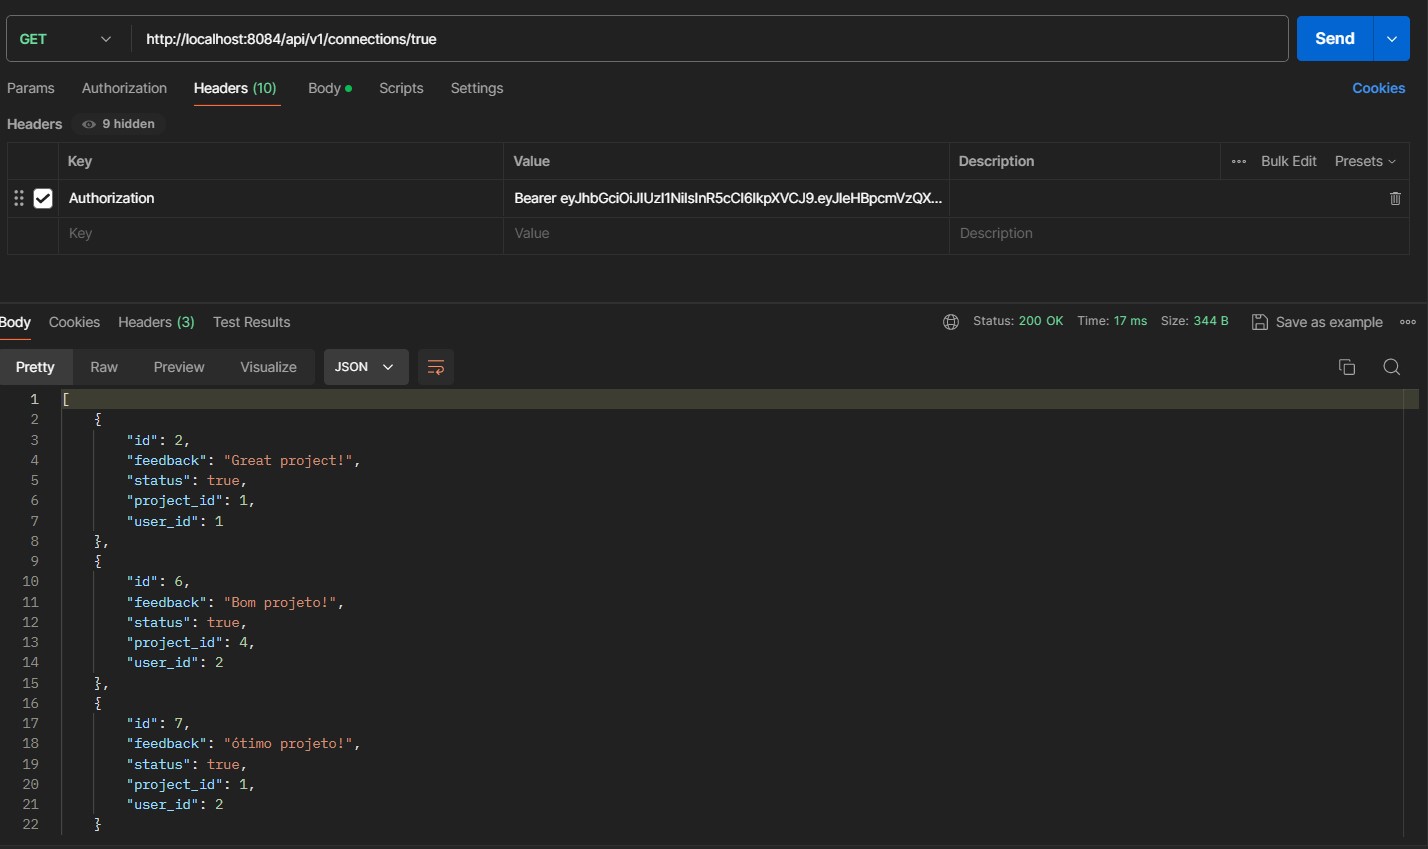 GET http://localhost:8084/api/v1/connections/true Send
Params Authorization Headers (10) Body Scripts Settings Cookies
Headers 9 hidden
Key Value Description Bulk Edit Presets
Authorization Bearer eyJhbGciOiJIUzI1NiIsInR5cCI6IkpXVCJ9.eyJleHBpcmVzQX...
Key Value Description
Body Cookies Headers (3) Test Results Status: 200 OK Time: 17 ms Size: 344 B Save as example
Pretty Raw Preview Visualize JSON
1 [
2 {
3 "id": 2,
4 "feedback": "Great project!",
5 "status": true,
6 "project_id": 1,
7 "user_id": 1
8 },
9 {
10 "id": 6,
11 "feedback": "Bom projeto!",
12 "status": true,
13 "project_id": 4,
14 "user_id": 2
15 },
16 {
17 "id": 7,
18 "feedback": "ótimo projeto!",
19 "status": true,
20 "project_id": 1,
21 "user_id": 2
22 }